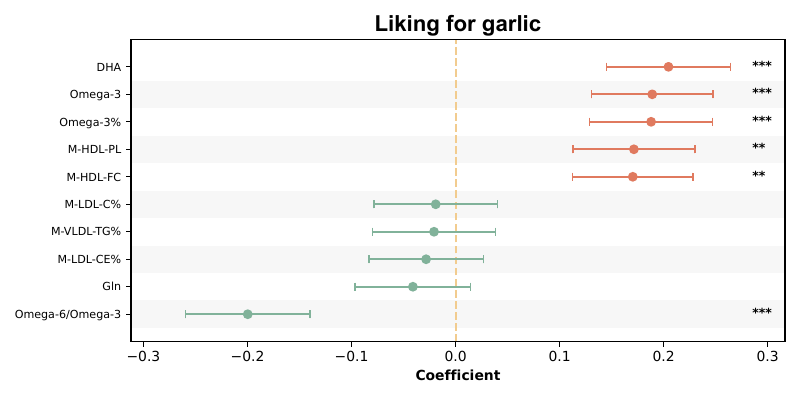 Liking for garlic
DHA ***
Omega-3 ***
Omega-3% ***
M-HDL-PL **
M-HDL-FC **
M-LDL-C%
M-VLDL-TG%
M-LDL-CE%
Gln
Omega-6/Omega-3 ***
−0.3 −0.2 −0.1 0.0 0.1 0.2 0.3
Coefficient